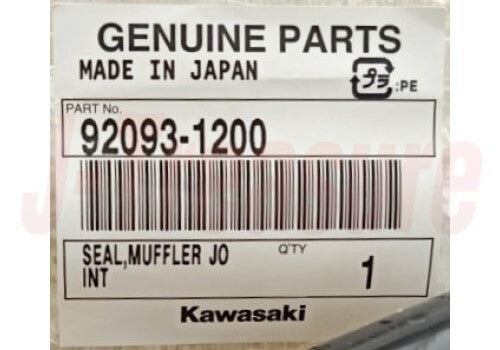 GENUINE PARTS
MADE IN JAPAN
プラ
:PE
PART No.
92093-1200
SEAL,MUFFLER JO
INT
Q'TY
1
Kawasaki